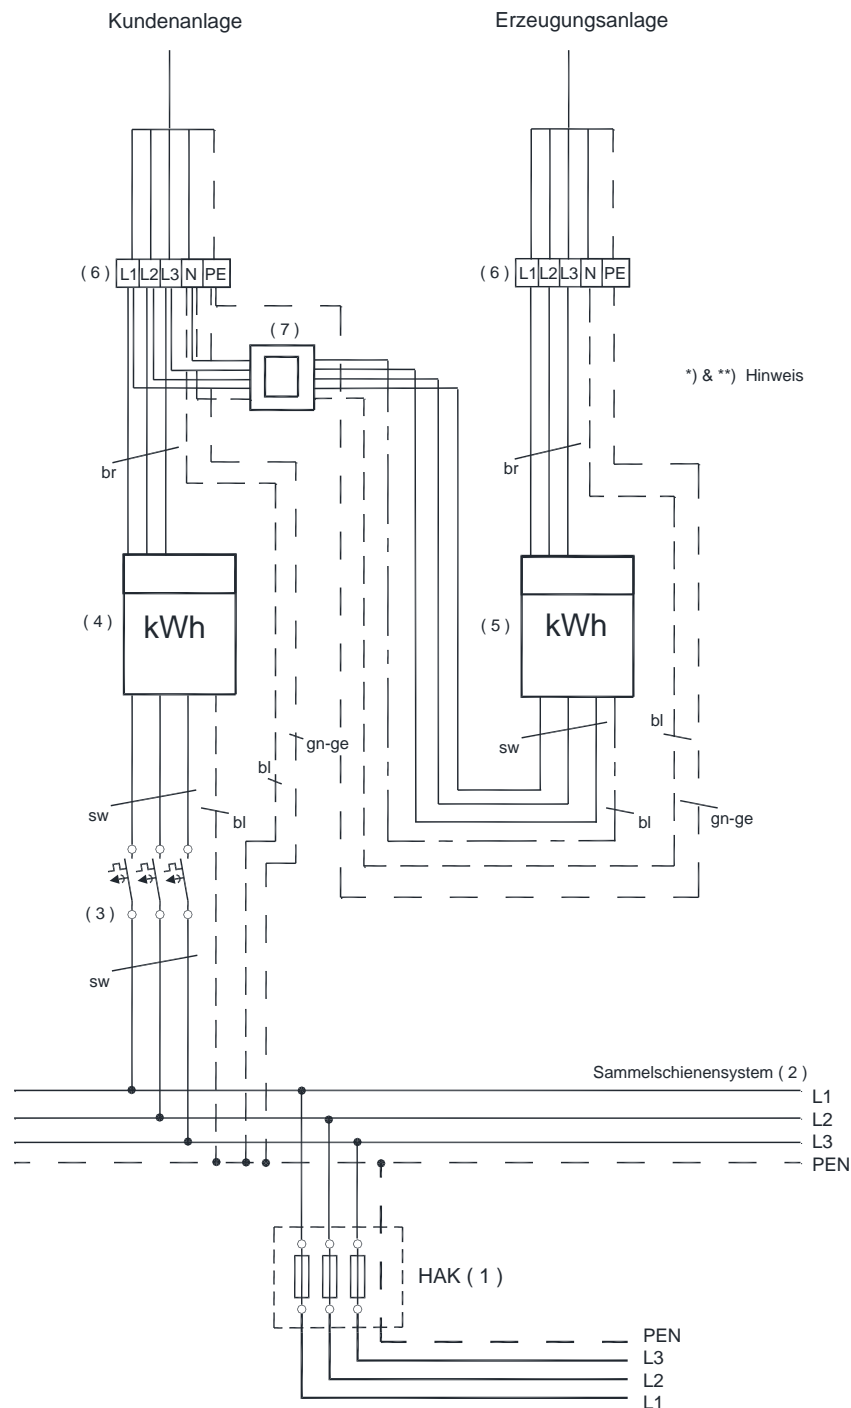 Kundenanlage
Erzeugungsanlage
( 6 )
L1 L2 L3 N PE
( 6 )
L1 L2 L3 N PE
( 7 )
*) & **) Hinweis
br
br
( 4 )
kWh
( 5 )
kWh
gn-ge
bl
sw
bl
sw
bl
bl
gn-ge
( 3 )
sw
Sammelschienensystem ( 2 )
L1
L2
L3
PEN
HAK ( 1 )
PEN
L3
L2
L1